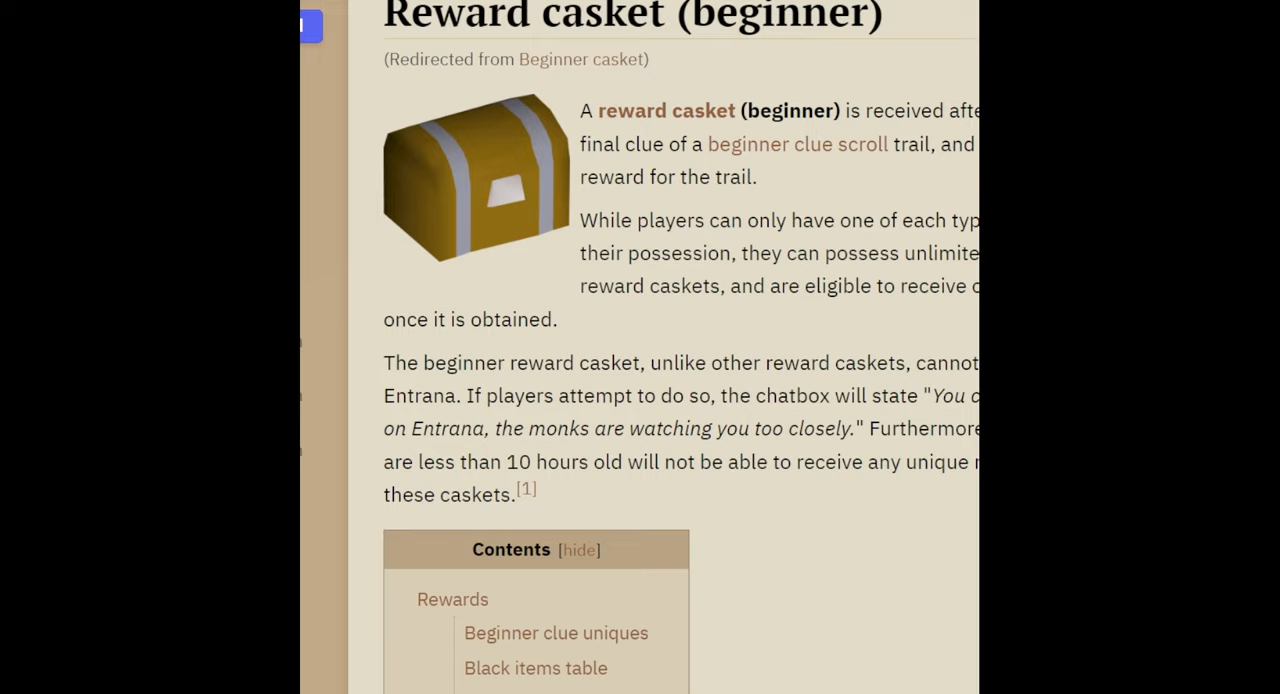 Reward casket (beginner)
(Redirected from Beginner casket)
A reward casket (beginner) is received afte
final clue of a beginner clue scroll trail, and
reward for the trail.
While players can only have one of each typ
their possession, they can possess unlimite
reward caskets, and are eligible to receive
once it is obtained.
The beginner reward casket, unlike other reward caskets, cannot
Entrana. If players attempt to do so, the chatbox will state "You
on Entrana, the monks are watching you too closely." Furthermore
are less than 10 hours old will not be able to receive any unique
these caskets.[1]
Contents [hide]
Rewards
Beginner clue uniques
Black items table